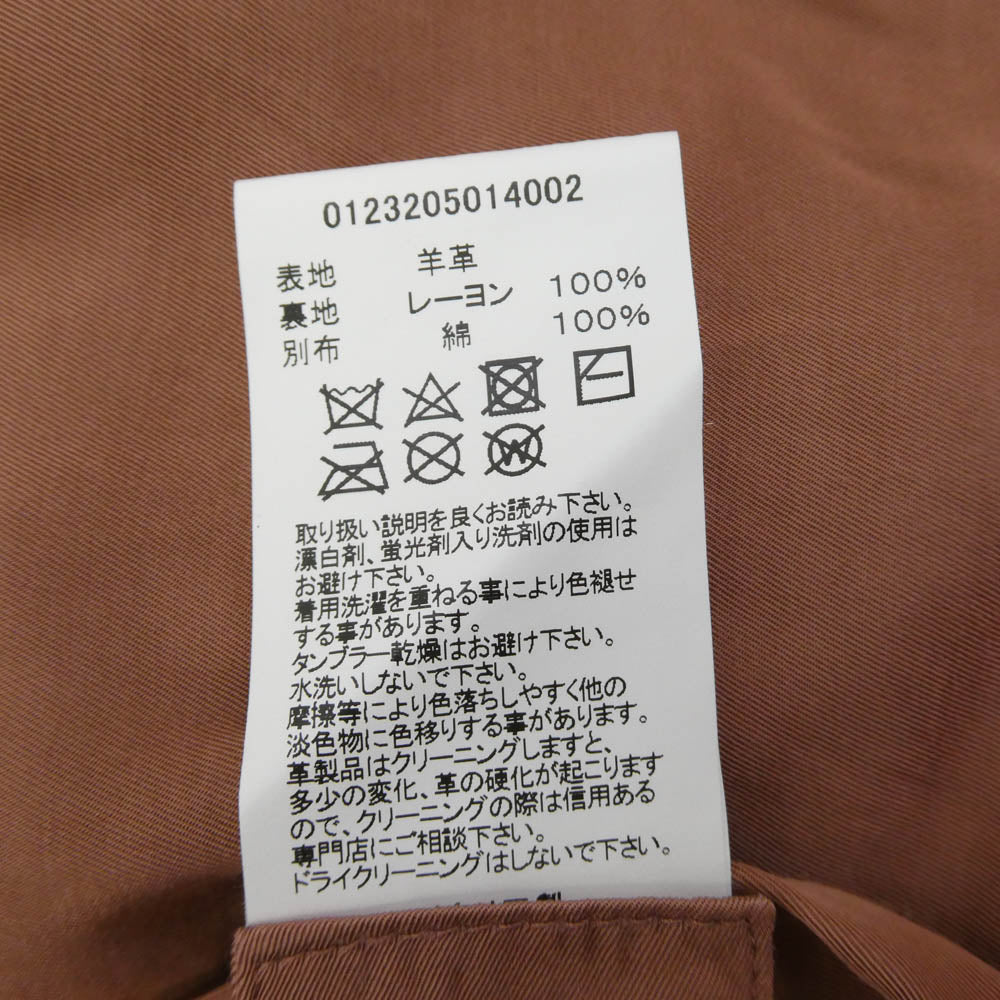 0123205014002
表地 羊革
裏地 レーヨン 100%
別布 綿 100%
W
取り扱い説明を良くお読み下さい。
漂白剤、蛍光剤入り洗剤の使用は
お避け下さい。
着用洗濯を重ねる事により色褪せ
する事があります。
タンブラー乾燥はお避け下さい。
水洗いしないで下さい。
摩擦等により色落ちしやすく他の
淡色物に色移りする事があります。
革製品はクリーニングしますと、
多少の変化、革の硬化が起こります
ので、クリーニングの際は信用ある
専門店にご相談下さい。
ドライクリーニングはしないで下さい。